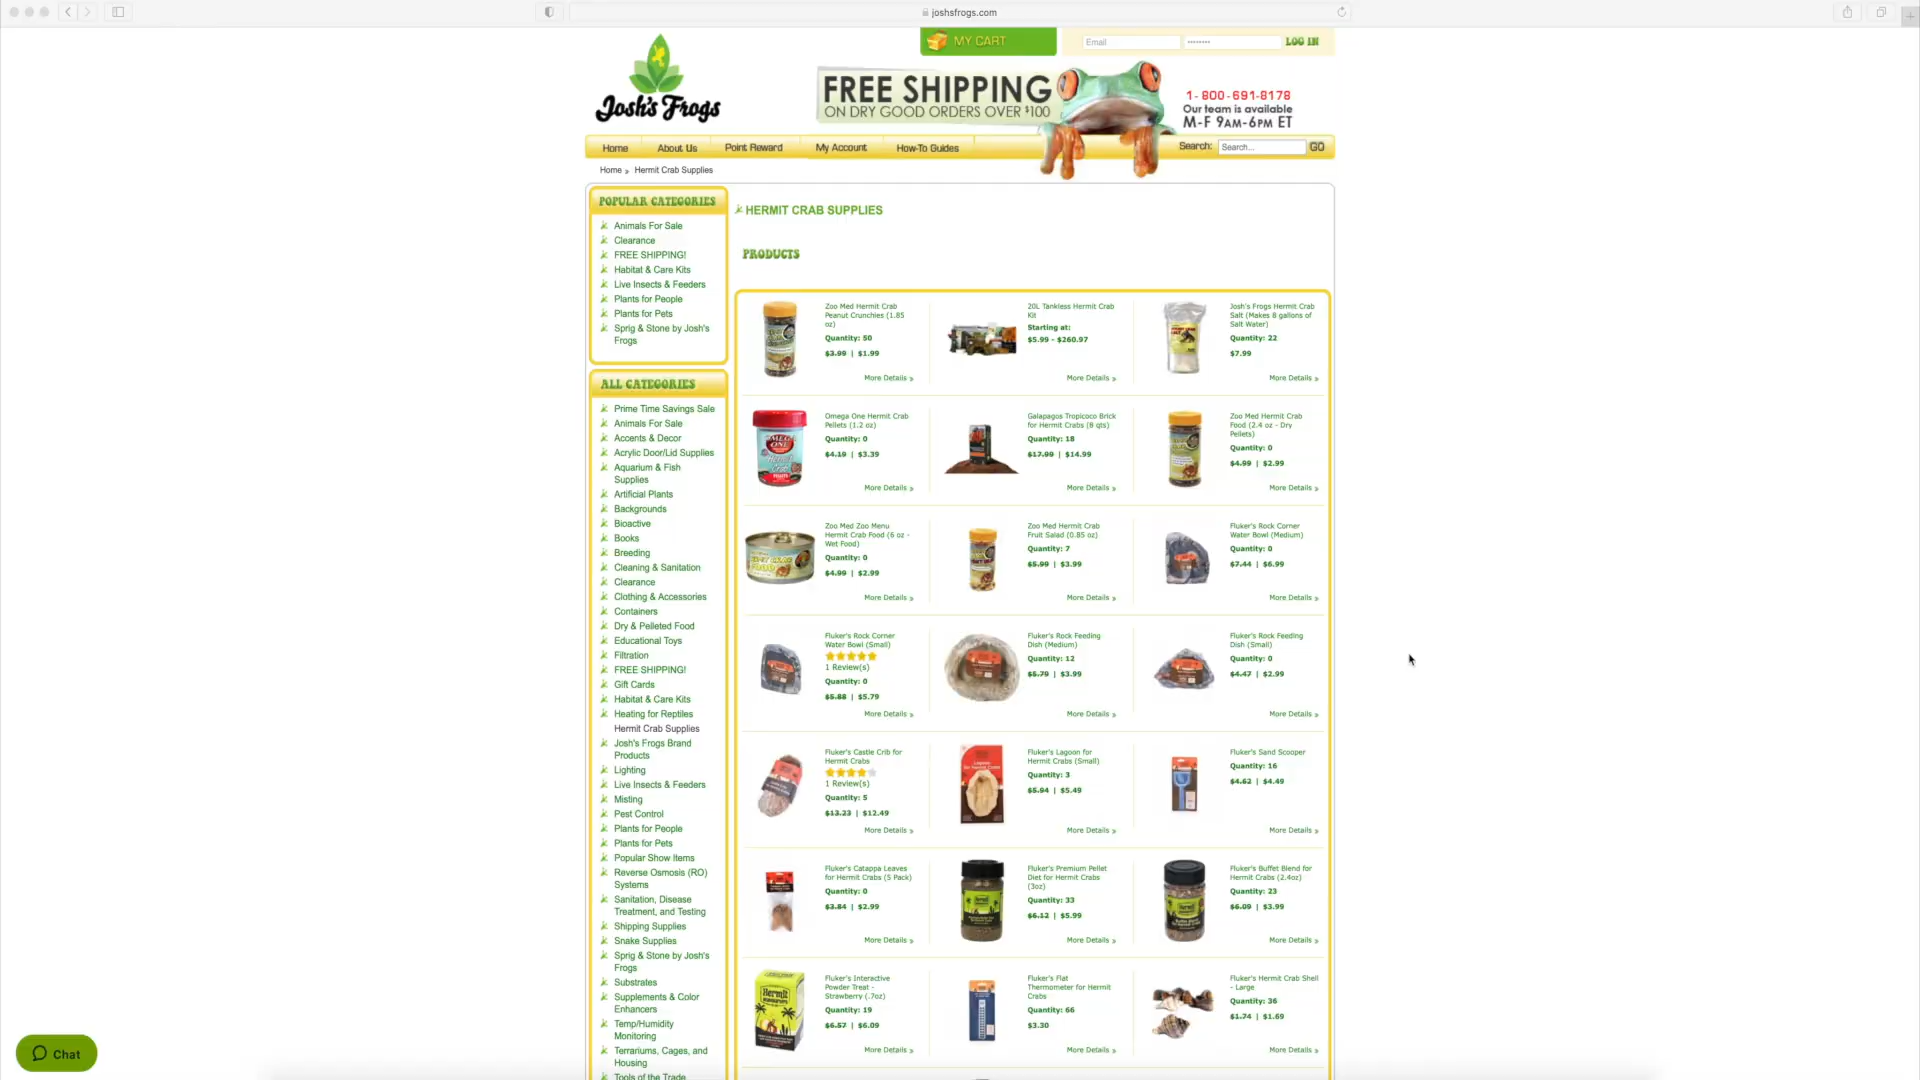 joshsfrogs.com
MY CART
Email
LOG IN
Josh's Frogs
FREE SHIPPING
ON DRY GOOD ORDERS OVER $100
1-800-691-8178
Our team is available
M-F 9AM-6PM ET
Home
About Us
Point Reward
My Account
How-To Guides
Search:
Search...
GO
Home » Hermit Crab Supplies
POPULAR CATEGORIES
Animals For Sale
Clearance
FREE SHIPPING!
Habitat & Care Kits
Live Insects & Feeders
Plants for People
Plants for Pets
Sprig & Stone by Josh's
Frogs
ALL CATEGORIES
Prime Time Savings Sale
Animals For Sale
Accents & Decor
Acrylic Door/Lid Supplies
Aquarium & Fish
Supplies
Artificial Plants
Backgrounds
Bioactive
Books
Breeding
Cleaning & Sanitation
Clearance
Clothing & Accessories
Containers
Dry & Pelleted Food
Educational Toys
Filtration
FREE SHIPPING!
Gift Cards
Habitat & Care Kits
Heating for Reptiles
Hermit Crab Supplies
Josh's Frogs Brand
Products
Lighting
Live Insects & Feeders
Misting
Pest Control
Plants for People
Plants for Pets
Popular Show Items
Reverse Osmosis (RO)
Systems
Sanitation, Disease
Treatment, and Testing
Shipping Supplies
Snake Supplies
Sprig & Stone by Josh's
Frogs
Substrates
Supplements & Color
Enhancers
Temp/Humidity
Monitoring
Terrariums, Cages, and
Housing
Tools of the Trade
HERMIT CRAB SUPPLIES
PRODUCTS
Zoo Med Hermit Crab
Peanut Crunchies (1.85
oz)
Quantity: 50
$3.99 | $1.99
More Details »
20L Tankless Hermit Crab
Kit
Starting at:
$5.99 - $260.97
More Details »
Josh's Frogs Hermit Crab
Salt (Makes 8 gallons of
Salt Water)
Quantity: 22
$7.99
More Details »
Omega One Hermit Crab
Pellets (1.2 oz)
Quantity: 0
$4.19 | $3.39
More Details »
Galapagos Tropicoco Brick
for Hermit Crabs (8 qts)
Quantity: 18
$17.99 | $14.99
More Details »
Zoo Med Hermit Crab
Food (2.4 oz - Dry
Pellets)
Quantity: 0
$4.99 | $2.99
More Details »
Zoo Med Zoo Menu
Hermit Crab Food (6 oz -
Wet Food)
Quantity: 0
$4.99 | $2.99
More Details »
Zoo Med Hermit Crab
Fruit Salad (0.85 oz)
Quantity: 7
$5.99 | $3.99
More Details »
Fluker's Rock Corner
Water Bowl (Medium)
Quantity: 0
$7.44 | $6.99
More Details »
Fluker's Rock Corner
Water Bowl (Small)
1 Review(s)
Quantity: 0
$5.88 | $5.79
More Details »
Fluker's Rock Feeding
Dish (Medium)
Quantity: 12
$5.79 | $3.99
More Details »
Fluker's Rock Feeding
Dish (Small)
Quantity: 0
$4.47 | $2.99
More Details »
Fluker's Castle Crib for
Hermit Crabs
1 Review(s)
Quantity: 5
$13.23 | $12.49
More Details »
Fluker's Lagoon for
Hermit Crabs (Small)
Quantity: 3
$5.94 | $5.49
More Details »
Fluker's Sand Scooper
Quantity: 16
$4.62 | $4.49
More Details »
Fluker's Catappa Leaves
for Hermit Crabs (5 Pack)
Quantity: 0
$3.84 | $2.99
More Details »
Fluker's Premium Pellet
Diet for Hermit Crabs
(3oz)
Quantity: 33
$6.12 | $5.99
More Details »
Fluker's Buffet Blend for
Hermit Crabs (2.4oz)
Quantity: 23
$6.09 | $3.99
More Details »
Fluker's Interactive
Powder Treat -
Strawberry (.7oz)
Quantity: 19
$6.57 | $6.09
More Details »
Fluker's Flat
Thermometer for Hermit
Crabs
Quantity: 66
$3.30
More Details »
Fluker's Hermit Crab Shell
- Large
Quantity: 36
$1.74 | $1.69
More Details »
Chat